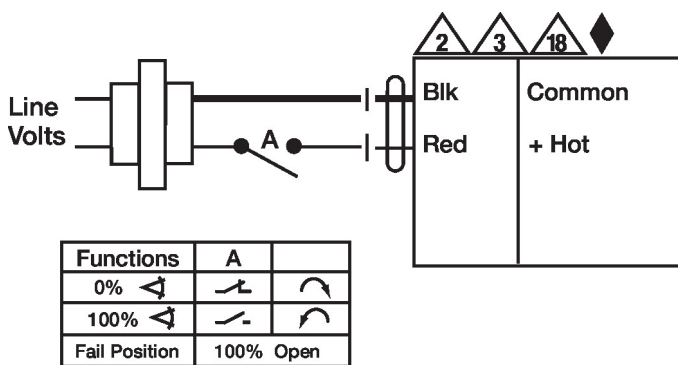 2 3 18
Line Volts
A
Blk Common
Red + Hot
Functions A
0%
100%
Fail Position 100% Open